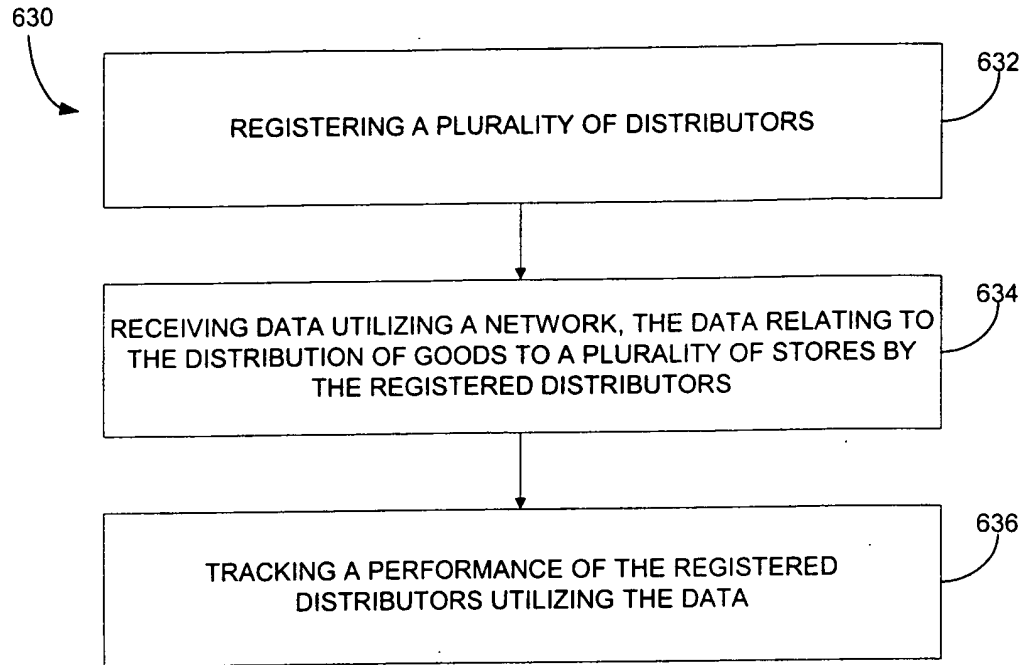 630
632
REGISTERING A PLURALITY OF DISTRIBUTORS
634
RECEIVING DATA UTILIZING A NETWORK, THE DATA RELATING TO
THE DISTRIBUTION OF GOODS TO A PLURALITY OF STORES BY
THE REGISTERED DISTRIBUTORS
636
TRACKING A PERFORMANCE OF THE REGISTERED
DISTRIBUTORS UTILIZING THE DATA